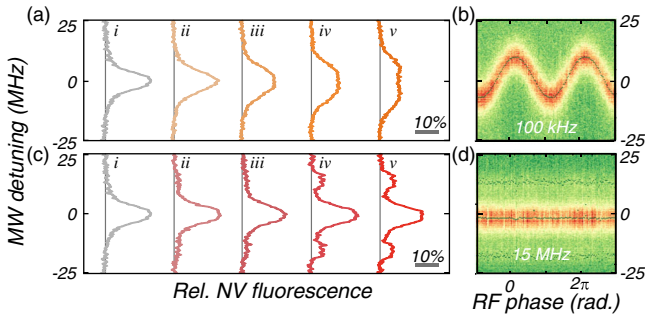 (a) (b)
25 i ii iii iv v 25
0 0
-25 10% 100 kHz -25
(c) (d)
25 i ii iii iv v 25
0 0
-25 10% 15 MHz -25
MW detuning (MHz)
0 2π
Rel. NV fluorescence RF phase (rad.)